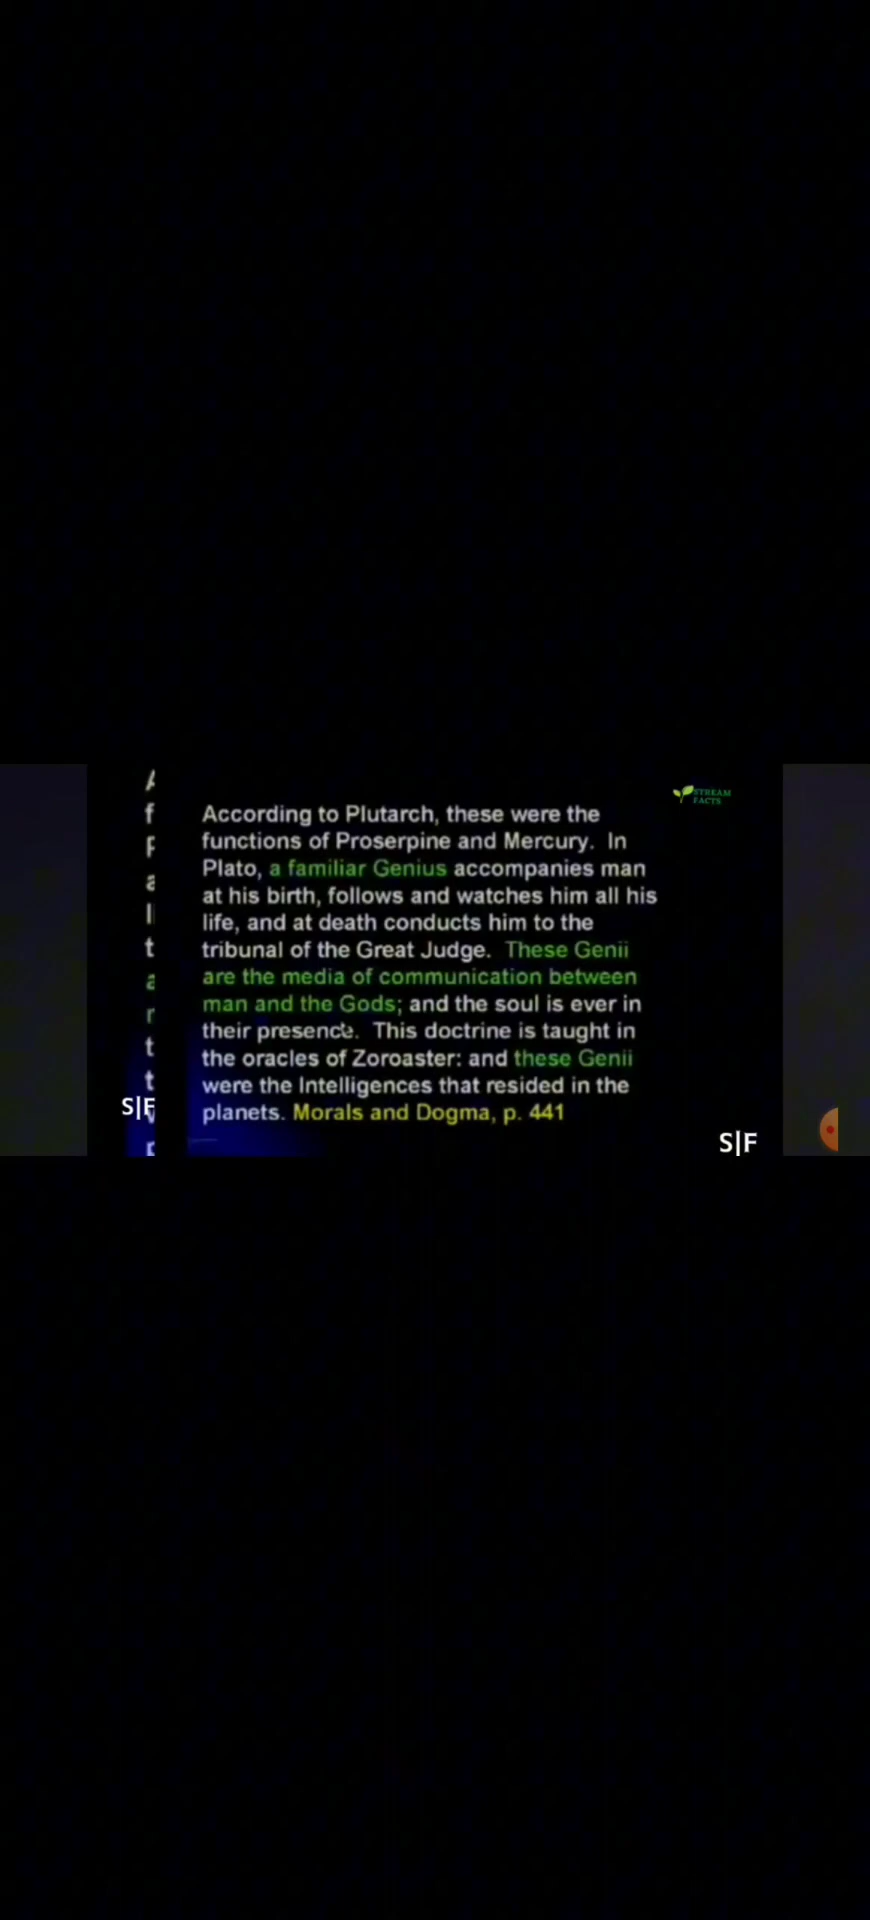 STREAM
FACTS
According to Plutarch, these were the
functions of Proserpine and Mercury. In
Plato, a familiar Genius accompanies man
at his birth, follows and watches him all his
life, and at death conducts him to the
tribunal of the Great Judge. These Genii
are the media of communication between
man and the Gods; and the soul is ever in
their presence. This doctrine is taught in
the oracles of Zoroaster: and these Genii
were the Intelligences that resided in the
planets. Morals and Dogma, p. 441
S|F
S|F